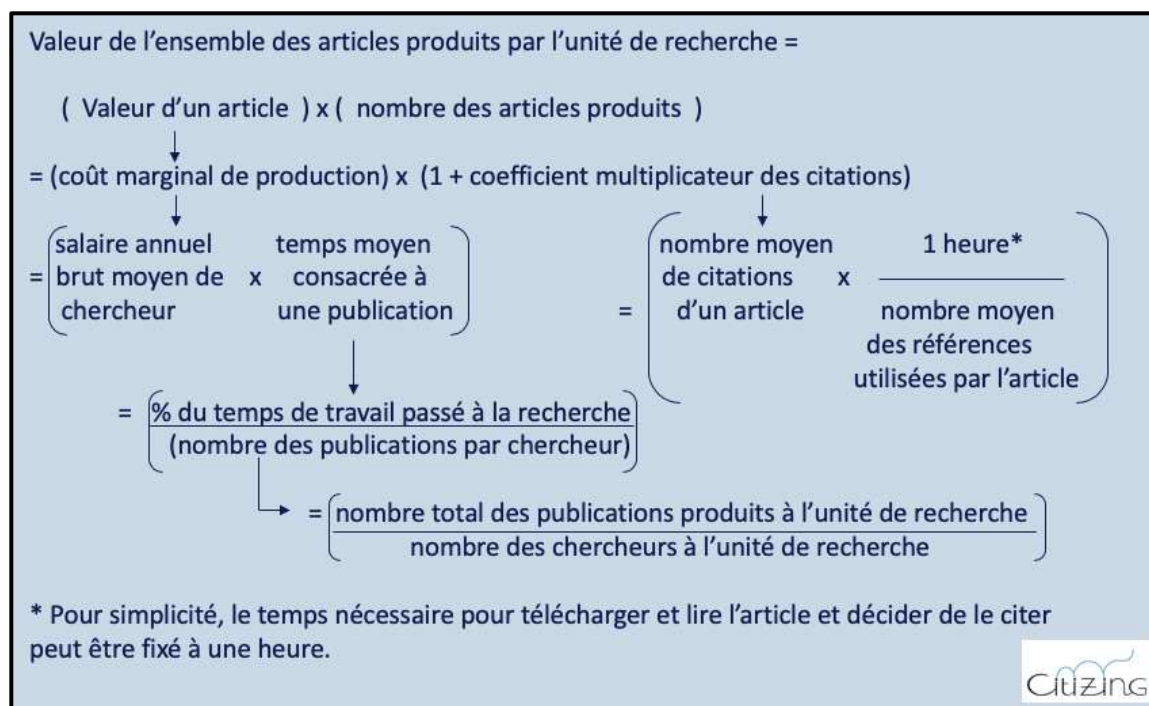 Valeur de l’ensemble des articles produits par l’unité de recherche =
( Valeur d’un article ) x ( nombre des articles produits )
= (coût marginal de production) x (1 + coefficient multiplicateur des citations)
= salaire annuel brut moyen de chercheur x temps moyen consacrée à une publication
= nombre moyen de citations d’un article x 1 heure*
nombre moyen des références utilisées par l’article
= % du temps de travail passé à la recherche
(nombre des publications par chercheur)
= nombre total des publications produits à l’unité de recherche
nombre des chercheurs à l’unité de recherche
* Pour simplicité, le temps nécessaire pour télécharger et lire l’article et décider de le citer
peut être fixé à une heure.
CitiZing